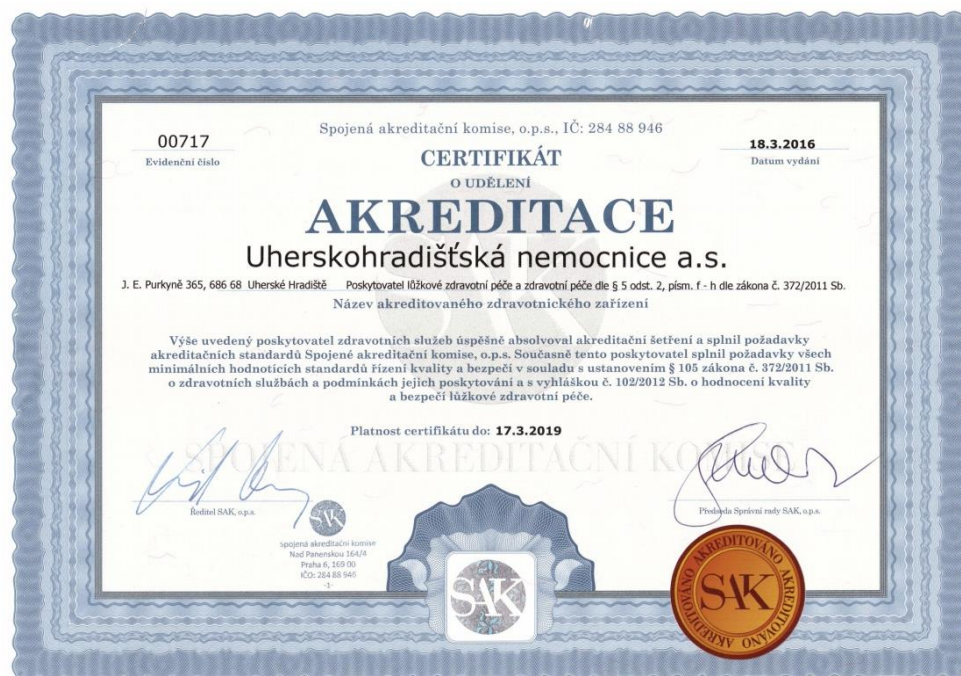 00717
Evidenční číslo
Spojená akreditační komise, o.p.s., IČ: 284 88 946
18.3.2016
Datum vydání
CERTIFIKÁT
O UDĚLENÍ
AKREDITACE
Uherskohradišťská nemocnice a.s.
J. E. Purkyně 365, 686 68 Uherské Hradiště Poskytovatel lůžkové zdravotní péče a zdravotní péče dle § 5 odst. 2, písm. f - h dle zákona č. 372/2011 Sb.
Název akreditovaného zdravotnického zařízení
Výše uvedený poskytovatel zdravotních služeb úspěšně absolvoval akreditační šetření a splnil požadavky
akreditačních standardů Spojené akreditační komise, o.p.s. Současně tento poskytovatel splnil požadavky všech
minimálních hodnotících standardů řízení kvality a bezpečí v souladu s ustanovením § 105 zákona č. 372/2011 Sb.
o zdravotních službách a podmínkách jejich poskytování a s vyhláškou č. 102/2012 Sb. o hodnocení kvality
a bezpečí lůžkové zdravotní péče.
Platnost certifikátu do: 17.3.2019
SPOJENÁ AKREDITAČNÍ KOMISE
Ředitel SAK, o.p.s.
Předseda Správní rady SAK, o.p.s.
SAK
Spojená akreditační komise
Nad Panenskou 164/4
Praha 6, 169 00
IČO: 284 88 946
-1-
SAK
AKREDITOVÁNO AKREDITOVÁNO AKREDITOVÁNO
SAK